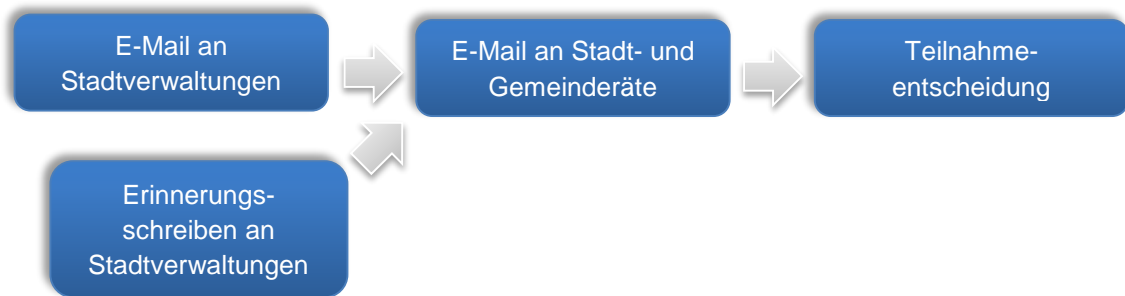 E-Mail an
Stadtverwaltungen
E-Mail an Stadt- und
Gemeinderäte
Teilnahme-
entscheidung
Erinnerungs-
schreiben an
Stadtverwaltungen